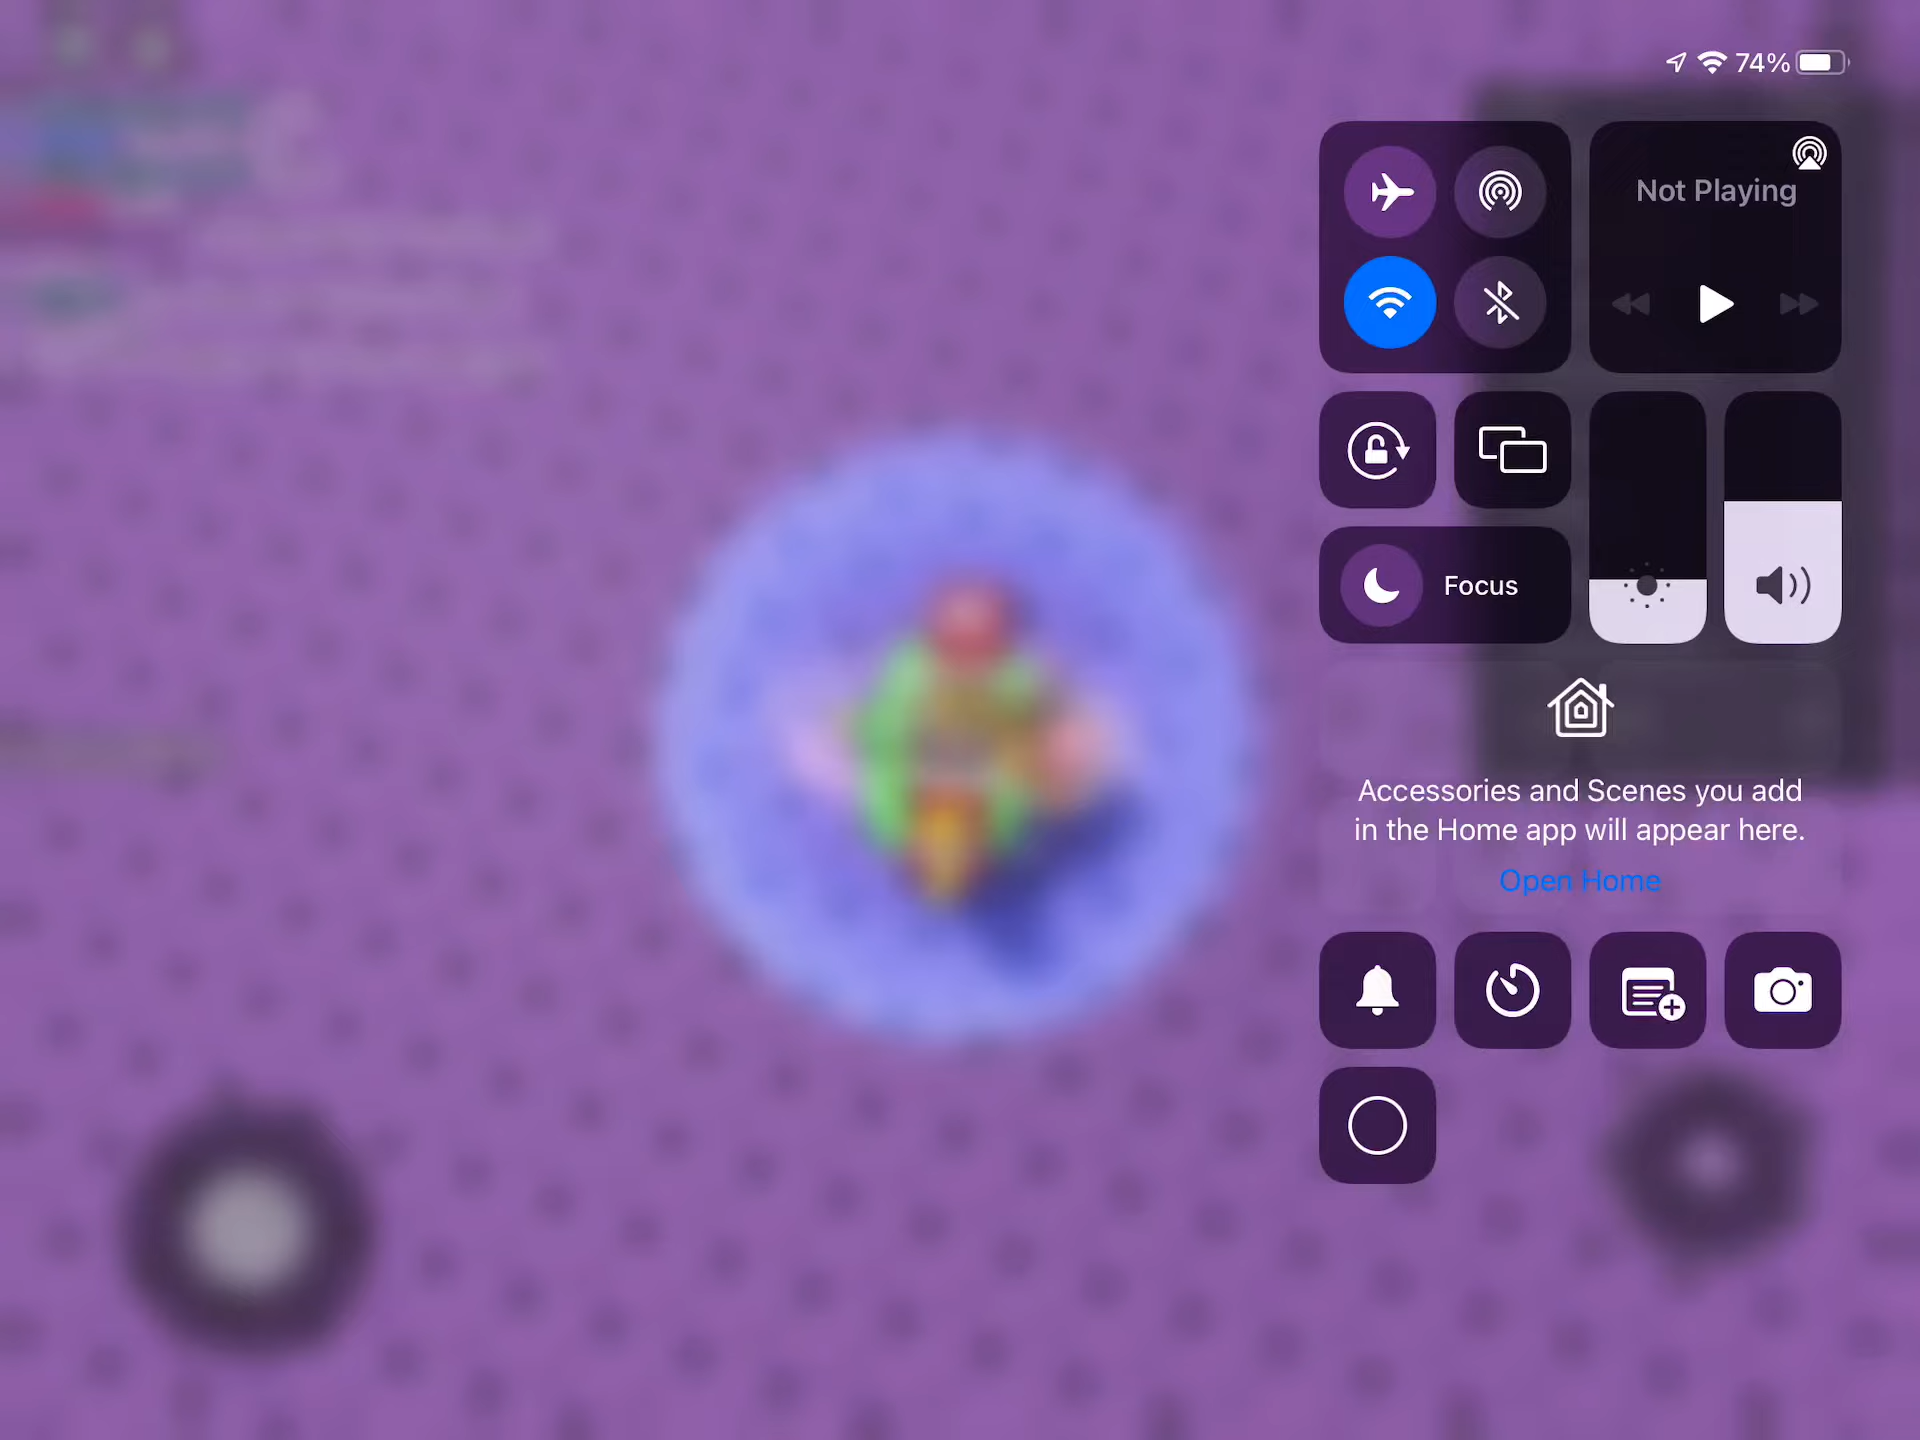 74%
Not Playing
Focus
Accessories and Scenes you add
in the Home app will appear here.
Open Home